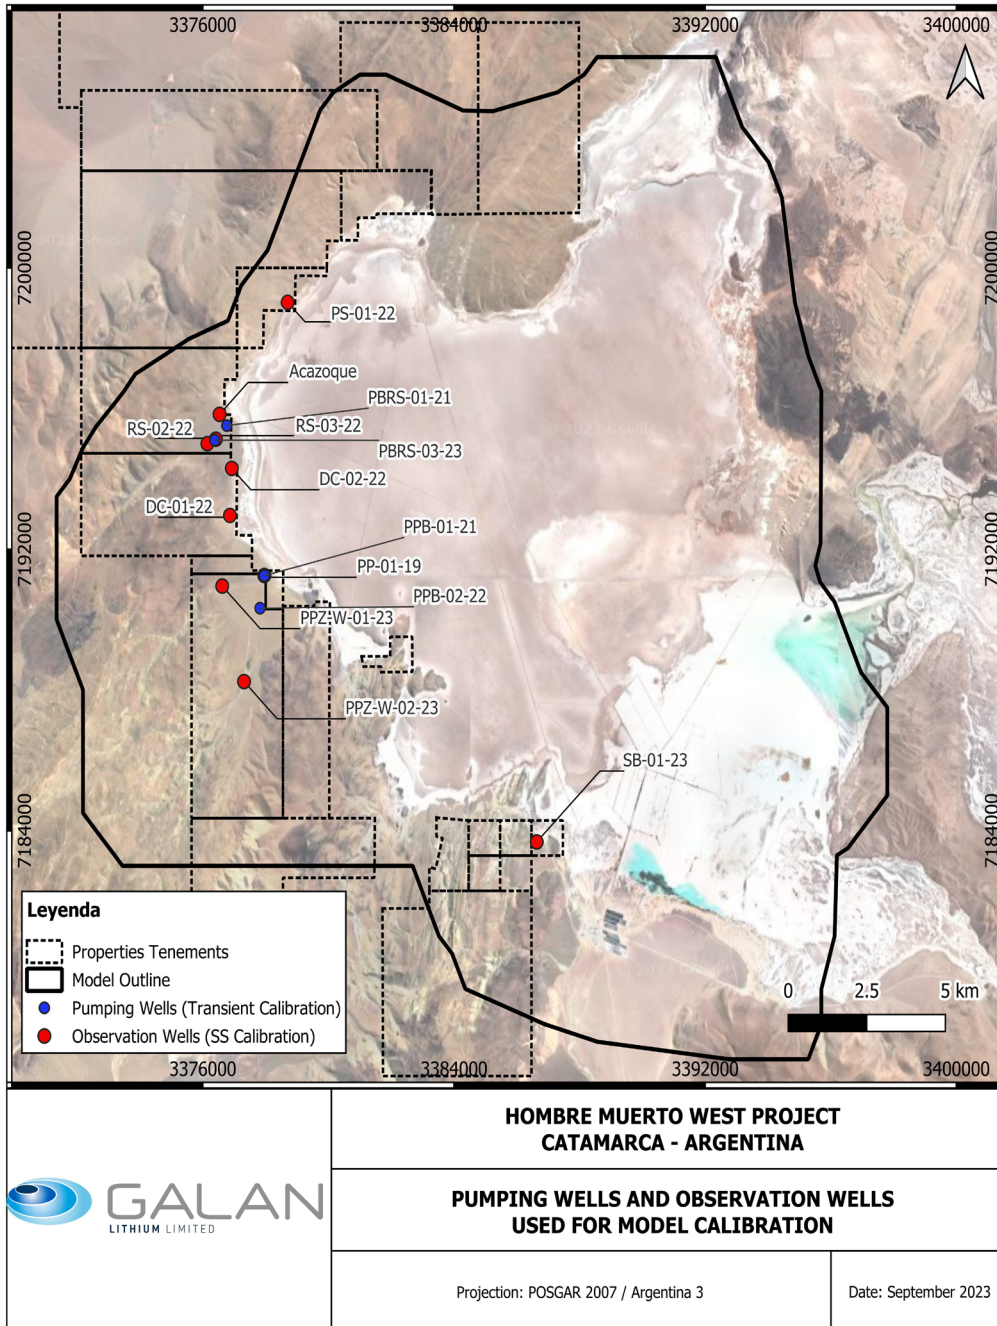 3376000
3384000
3392000
3400000
7200000
7200000
PS-01-22
Acazoque
PBRS-01-21
RS-02-22
RS-03-22
PBRS-03-23
DC-02-22
DC-01-22
PPB-01-21
7192000
7192000
PP-01-19
PPB-02-22
PPZ-W-01-23
PPZ-W-02-23
SB-01-23
7184000
7184000
Leyenda
Properties Tenements
Model Outline
Pumping Wells (Transient Calibration)
Observation Wells (SS Calibration)
0 2.5 5 km
3376000
3384000
3392000
3400000
GALAN
LITHIUM LIMITED
HOMBRE MUERTO WEST PROJECT
CATAMARCA - ARGENTINA
PUMPING WELLS AND OBSERVATION WELLS
USED FOR MODEL CALIBRATION
Projection: POSGAR 2007 / Argentina 3
Date: September 2023